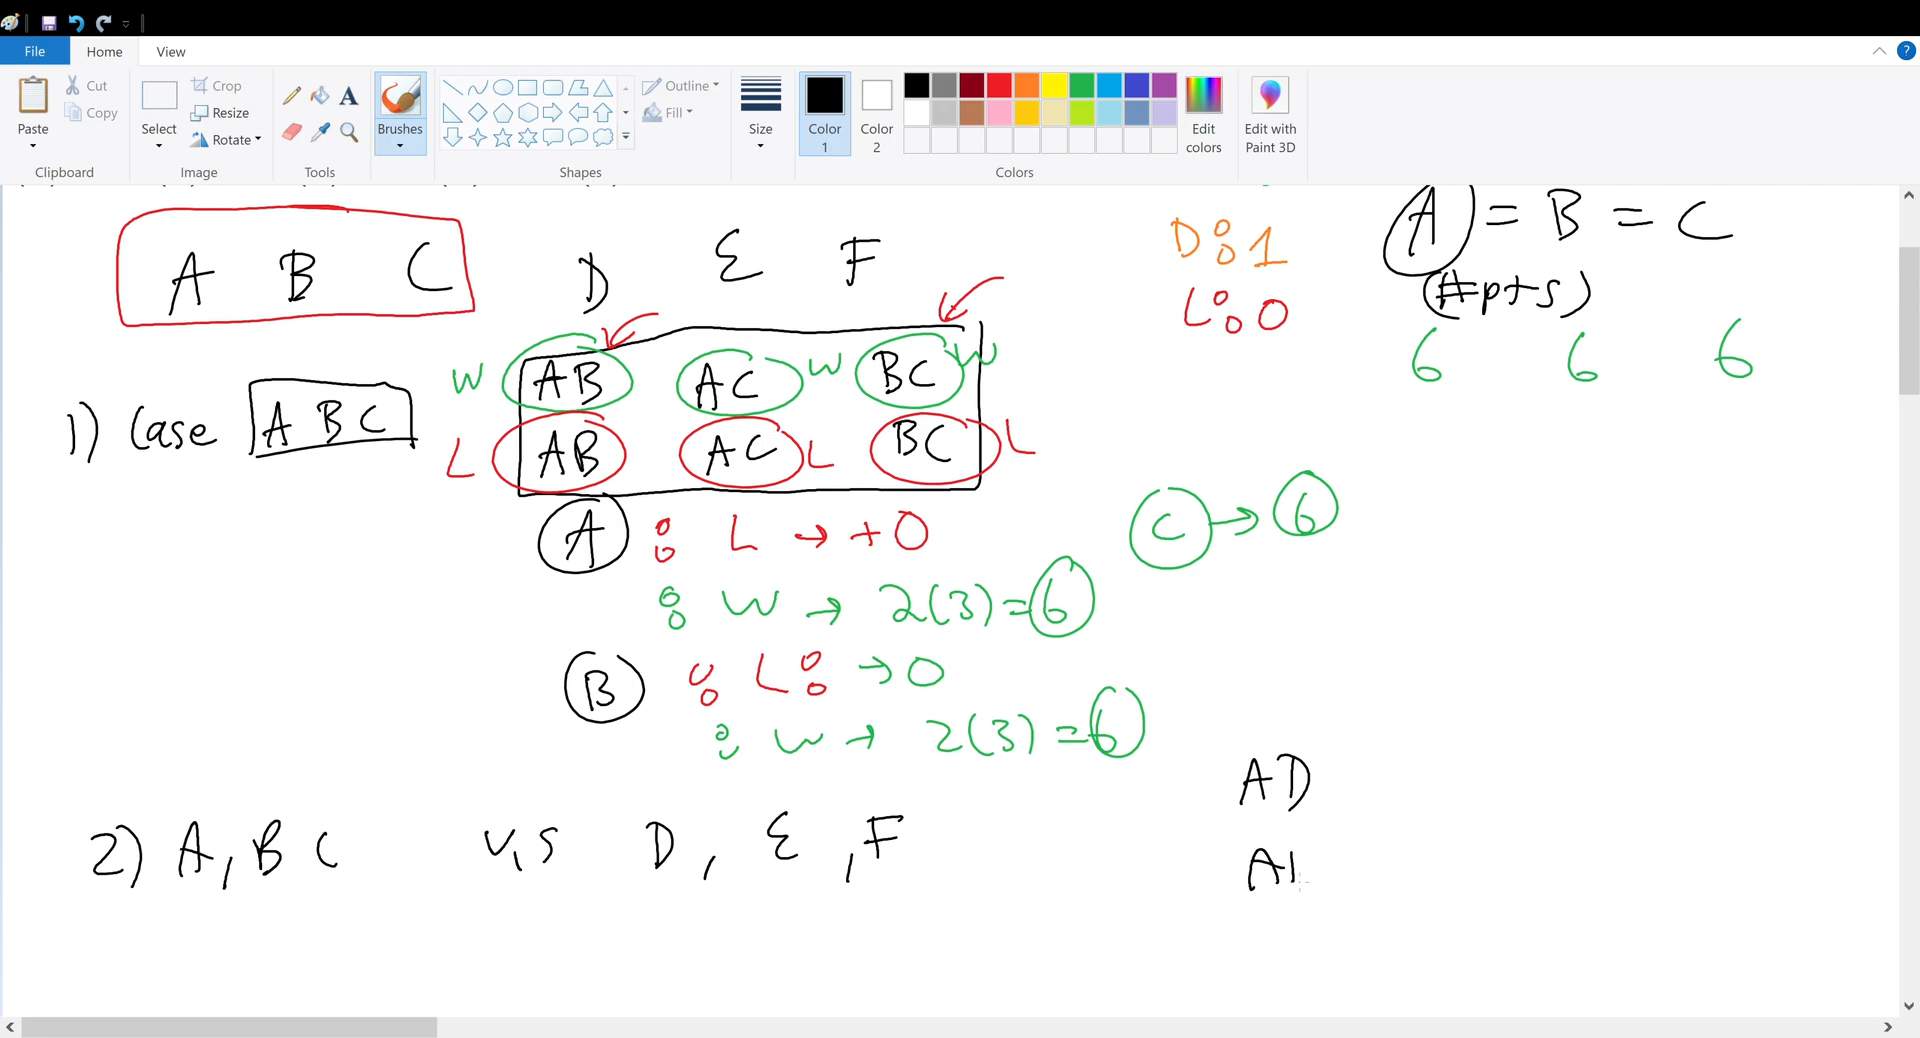 File Home View
Paste Cut Copy Clipboard
Select Crop Resize Rotate Image
Tools
Brushes
Outline Fill Shapes
Size
Color 1 Color 2 Edit colors Colors
Edit with Paint 3D
A B C D E F
D: 1
L: 0
A = B = C
(#pts)
6 6 6
1) Case A B C
W AB AC W BC W
L AB AC L BC L
A : L → + 0
: W → 2(3) = 6
C → 6
B : L: → 0
: W → 2(3) = 6
AD
2) A, B C v,s D, E, F